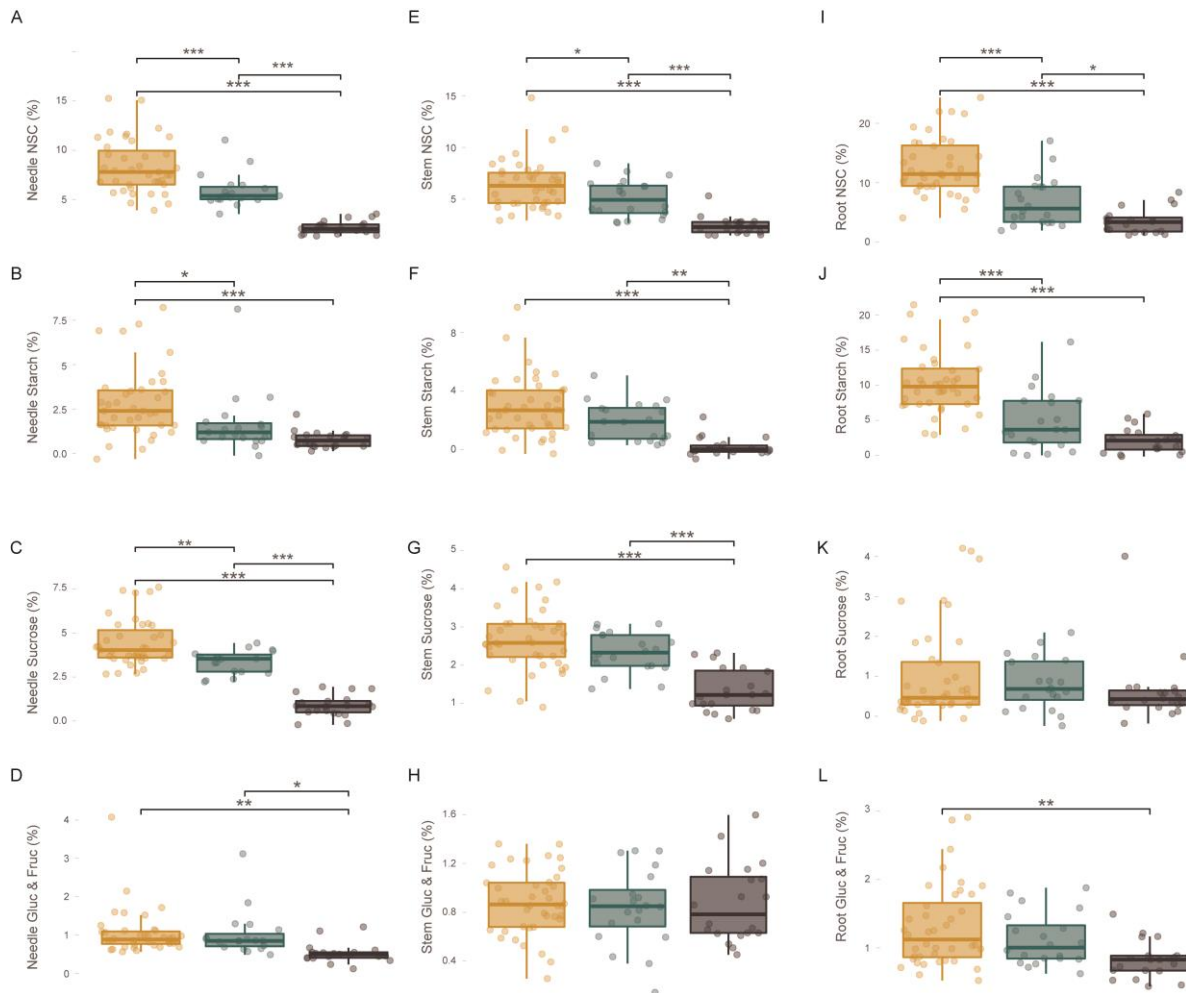 A
***
***
***
Needle NSC (%)
15
10
5
E
*
***
***
Stem NSC (%)
15
10
5
I
***
*
***
Root NSC (%)
20
10
0
B
*
***
Needle Starch (%)
7.5
5
2.5
0.0
F
**
***
Stem Starch (%)
8
4
0
J
***
***
Root Starch (%)
20
15
10
5
0
C
**
***
***
Needle Sucrose (%)
7.5
5
2.5
0.0
G
***
***
Stem Sucrose (%)
5
4
3
2
1
K
Root Sucrose (%)
4
3
2
1
0
D
*
**
Needle Gluc & Fruc (%)
4
3
2
1
0
H
Stem Gluc & Fruc (%)
1.6
1.2
0.8
0.4
L
**
Root Gluc & Fruc (%)
3
2
1